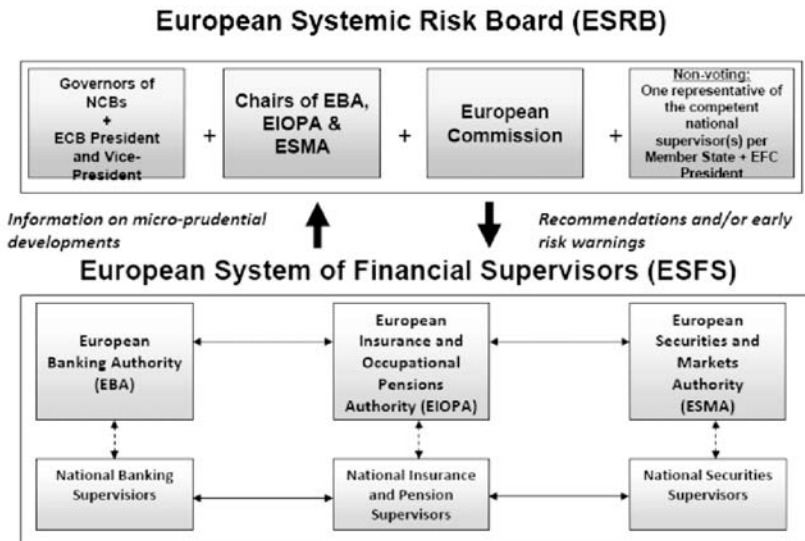 European Systemic Risk Board (ESRB)
Governors of
NCBs
+
ECB President
and Vice-
President
+
Chairs of EBA,
EIOPA &
ESMA
+
European
Commission
+
Non-voting:
One representative of
the competent
national
supervisor(s) per
Member State + EFC
President
Information on micro-prudential
developments
Recommendations and/or early
risk warnings
European System of Financial Supervisors (ESFS)
European
Banking Authority
(EBA)
European
Insurance and
Occupational
Pensions
Authority (EIOPA)
European
Securities and
Markets
Authority
(ESMA)
National Banking
Supervisiors
National Insurance
and Pension
Supervisors
National Securities
Supervisors